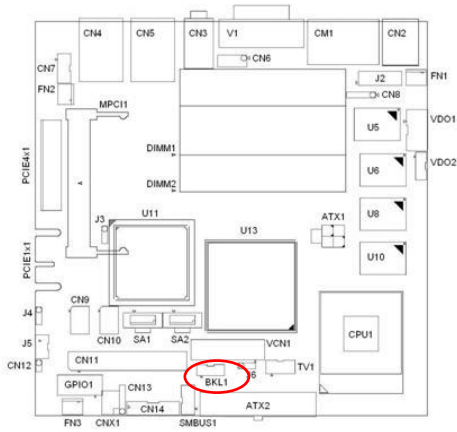 CN4
CN5
CN3
V1
CM1
CN2
CN6
CN7
J2
FN1
FN2
CN8
MPCI1
U5
VDO1
PCIE4x1
DIMM1
U6
VDO2
DIMM2
J3
U11
U8
ATX1
U13
PCIE1x1
U10
CN9
J4
CN10
SA1
SA2
CPU1
J5
VCN1
CN11
CN12
TV1
GPIO1
CN13
BKL1
CN14
ATX2
FN3
CNX1
SMBUS1